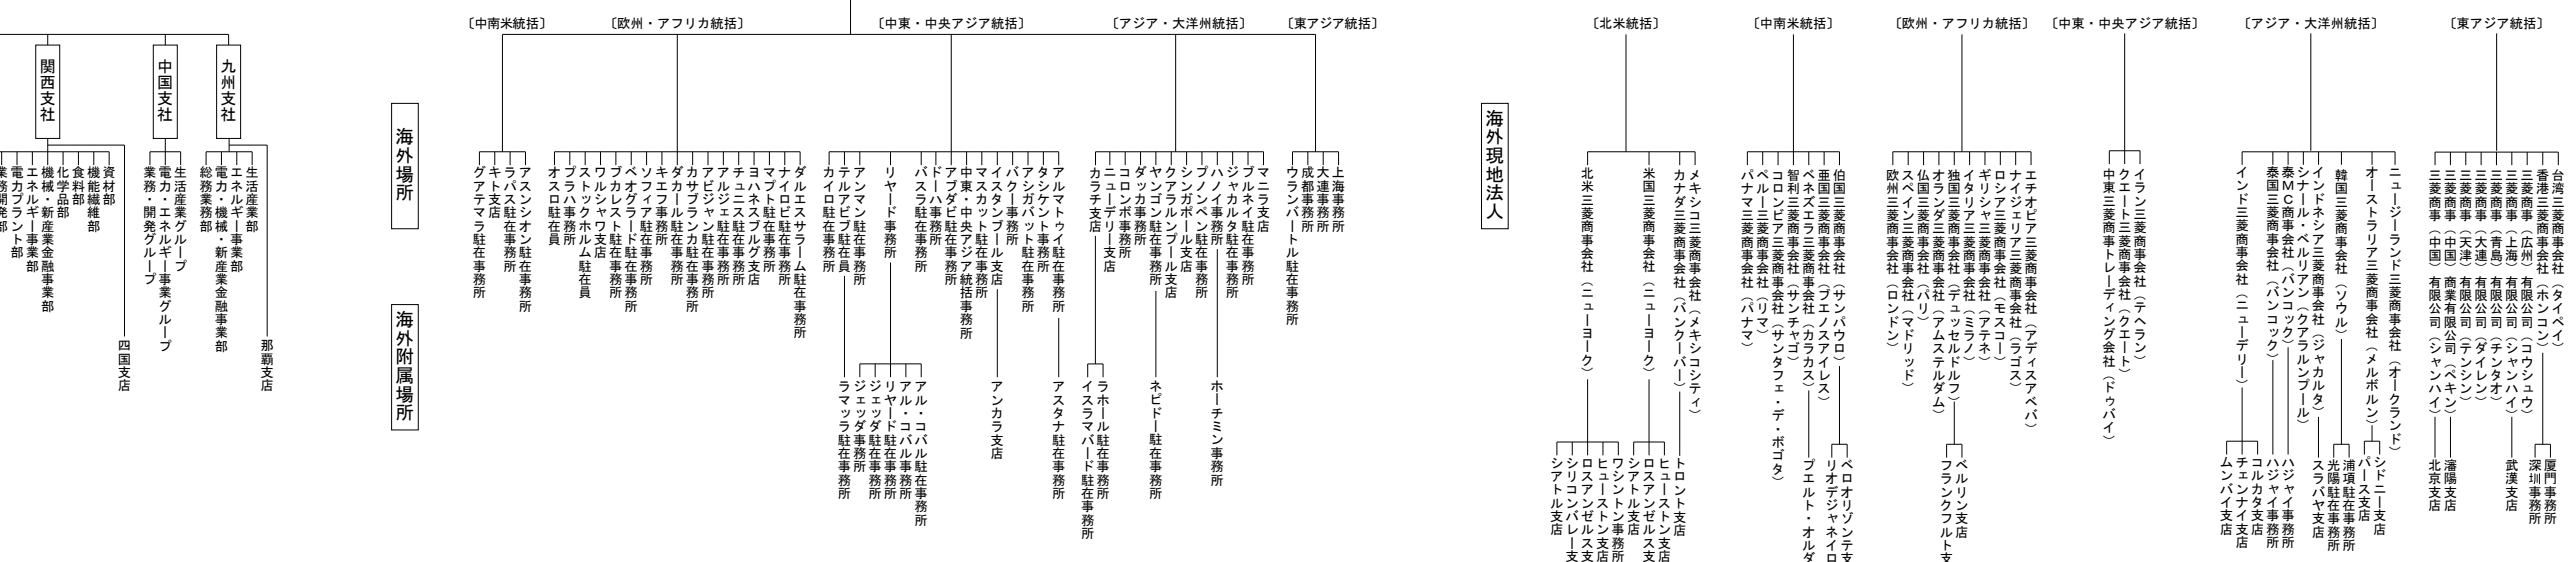 〔中南米統括〕
〔欧州・アフリカ統括〕
〔中東・中央アジア統括〕
〔アジア・大洋州統括〕
〔東アジア統括〕
〔北米統括〕
〔中南米統括〕
〔欧州・アフリカ統括〕
〔中東・中央アジア統括〕
〔アジア・大洋州統括〕
〔東アジア統括〕
関西支社
中国支社
九州支社
海外場所
海外附属場所
海外現地法人
業務開発部
電力プラント部
エネルギー事業部
機械・新産業金融事業部
化学品部
食料部
機能繊維部
資材部
四国支店
業務・開発グループ
電力・エネルギー事業グループ
生活産業グループ
総務業務部
電力・機械・新産業金融事業部
エネルギー事業部
生活産業部
那覇支店
グアテマラ駐在事務所
キト支店
ラパス駐在事務所
アスンシオン駐在事務所
オスロ駐在員
プラハ事務所
ストックホルム駐在員
ワルシャワ支店
ブカレスト駐在事務所
ベオグラード駐在事務所
ソフィア駐在事務所
キエフ事務所
ダカール駐在事務所
カサブランカ駐在事務所
アビジャン駐在事務所
アルジェ駐在事務所
チュニス駐在事務所
ヨハネスブルグ支店
マプト駐在事務所
ナイロビ駐在事務所
ダルエスサラーム駐在事務所
カイロ駐在事務所
テルアビブ駐在員
アンマン駐在事務所
リヤード事務所
バスラ駐在事務所
ドーハ事務所
アブダビ駐在事務所
中東・中央アジア統括事務所
マスカット駐在事務所
イスタンブール支店
バクー事務所
アシガバット駐在事務所
タシケント事務所
アルマトゥイ駐在事務所
ラマッラ駐在事務所
ジェッダ事務所
ジェッダ駐在事務所
リヤード駐在事務所
アル・コバル事務所
アル・コバル駐在事務所
アンカラ支店
アスタナ駐在事務所
カラチ支店
ニューデリー支店
コロンボ事務所
ダッカ事務所
ヤンゴン駐在事務所
クアラルンプール支店
シンガポール支店
プノンペン駐在事務所
ハノイ事務所
ジャカルタ駐在事務所
ブルネイ駐在事務所
マニラ支店
イスラマバード駐在事務所
ラホール駐在事務所
ネピドー駐在事務所
ホーチミン事務所
ウランバートル駐在事務所
成都事務所
大連事務所
上海事務所
北米三菱商事会社（ニューヨーク）
米国三菱商事会社（ニューヨーク）
カナダ三菱商事会社（バンクーバー）
メキシコ三菱商事会社（メキシコシティ）
シアトル支店
シリコンバレー支
ロスアンゼルス支
ヒューストン支店
ワシントン事務所
シアトル支店
ロスアンゼルス支
ヒューストン支店
トロント支店
パナマ三菱商事会社（パナマ）
ペルー三菱商事会社（リマ）
コロンビア三菱商事会社（サンタフェ・デ・ボゴタ）
智利三菱商事会社（サンチャゴ）
ベネズエラ三菱商事会社（カラカス）
亜国三菱商事会社（ブエノスアイレス）
伯国三菱商事会社（サンパウロ）
プエルト・オルダ
リオデジャネイロ
ベロオリゾンテ支
欧州三菱商事会社（ロンドン）
スペイン三菱商事会社（マドリッド）
仏国三菱商事会社（パリ）
オランダ三菱商事会社（アムステルダム）
独国三菱商事会社（デュッセルドルフ）
イタリア三菱商事会社（ミラノ）
ギリシャ三菱商事会社（アテネ）
ロシア三菱商事会社（モスコー）
ナイジェリア三菱商事会社（ラゴス）
エチオピア三菱商事会社（アディスアベバ）
フランクフルト支
ベルリン支店
中東三菱商事トレーディング会社（ドゥバイ）
クエート三菱商事会社（クエート）
イラン三菱商事会社（テヘラン）
インド三菱商事会社（ニューデリー）
泰国三菱商事会社（バンコック）
泰ＭＣ商事会社（バンコック）
シナール・ベルリアン（クアラルンプール）
インドネシア三菱商事会社（ジャカルタ）
韓国三菱商事会社（ソウル）
オーストラリア三菱商事会社（メルボルン）
ニュージーランド三菱商事会社（オークランド）
ムンバイ支店
チェンナイ支店
コルカタ支店
ハジャイ事務所
ハジャイ事務所
スラバヤ支店
光陽駐在事務所
浦項駐在事務所
パース支店
シドニー支店
三菱商事（中国）有限公司（シャンハイ）
三菱商事（中国）商業有限公司（ペキン）
三菱商事（天津）有限公司（テンシン）
三菱商事（大連）有限公司（ダイレン）
三菱商事（青島）有限公司（チンタオ）
三菱商事（上海）有限公司（シャンハイ）
三菱商事（広州）有限公司（コウシュウ）
香港三菱商事会社（ホンコン）
台湾三菱商事会社（タイペイ）
北京支店
瀋陽支店
武漢支店
深圳事務所
厦門事務所